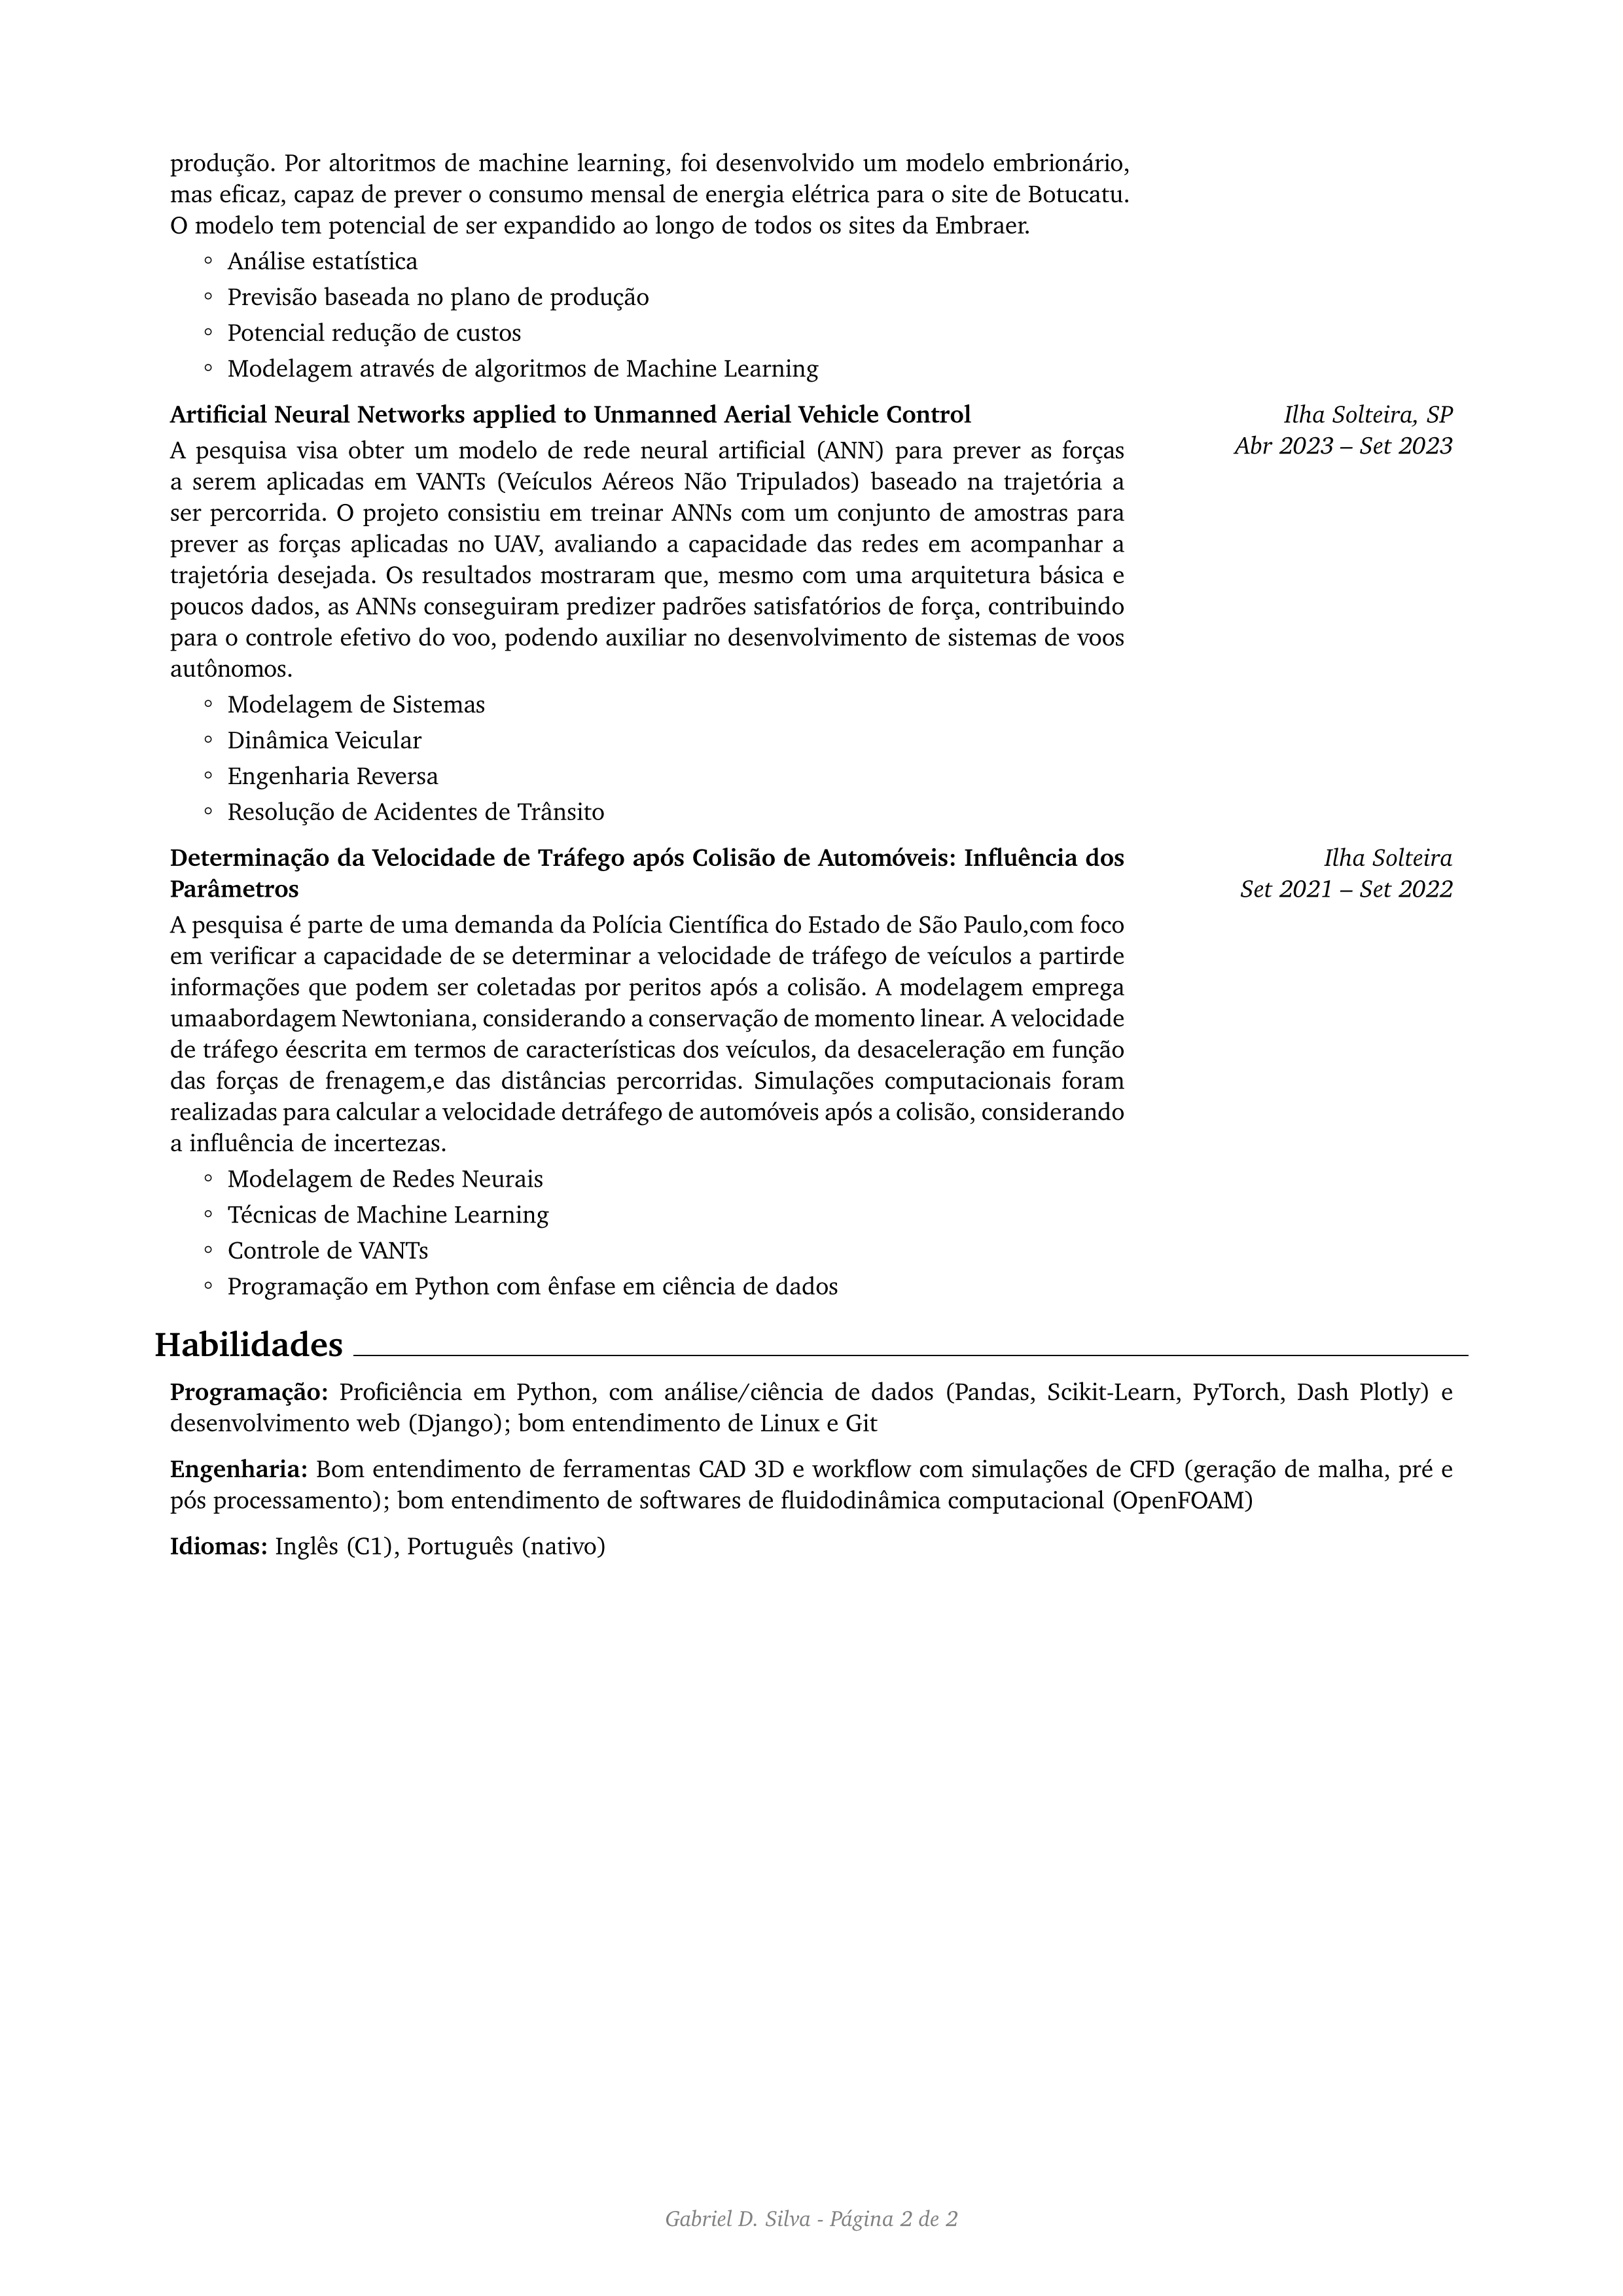 produção. Por altoritmos de machine learning, foi desenvolvido um modelo embrionário,
mas eficaz, capaz de prever o consumo mensal de energia elétrica para o site de Botucatu.
O modelo tem potencial de ser expandido ao longo de todos os sites da Embraer.
◦ Análise estatística
◦ Previsão baseada no plano de produção
◦ Potencial redução de custos
◦ Modelagem através de algoritmos de Machine Learning
Artificial Neural Networks applied to Unmanned Aerial Vehicle Control
Ilha Solteira, SP
Abr 2023 – Set 2023
A pesquisa visa obter um modelo de rede neural artificial (ANN) para prever as forças
a serem aplicadas em VANTs (Veículos Aéreos Não Tripulados) baseado na trajetória a
ser percorrida. O projeto consistiu em treinar ANNs com um conjunto de amostras para
prever as forças aplicadas no UAV, avaliando a capacidade das redes em acompanhar a
trajetória desejada. Os resultados mostraram que, mesmo com uma arquitetura básica e
poucos dados, as ANNs conseguiram predizer padrões satisfatórios de força, contribuindo
para o controle efetivo do voo, podendo auxiliar no desenvolvimento de sistemas de voos
autônomos.
◦ Modelagem de Sistemas
◦ Dinâmica Veicular
◦ Engenharia Reversa
◦ Resolução de Acidentes de Trânsito
Determinação da Velocidade de Tráfego após Colisão de Automóveis: Influência dos
Parâmetros
Ilha Solteira
Set 2021 – Set 2022
A pesquisa é parte de uma demanda da Polícia Científica do Estado de São Paulo,com foco
em verificar a capacidade de se determinar a velocidade de tráfego de veículos a partirde
informações que podem ser coletadas por peritos após a colisão. A modelagem emprega
umaabordagem Newtoniana, considerando a conservação de momento linear. A velocidade
de tráfego éescrita em termos de características dos veículos, da desaceleração em função
das forças de frenagem,e das distâncias percorridas. Simulações computacionais foram
realizadas para calcular a velocidade detráfego de automóveis após a colisão, considerando
a influência de incertezas.
◦ Modelagem de Redes Neurais
◦ Técnicas de Machine Learning
◦ Controle de VANTs
◦ Programação em Python com ênfase em ciência de dados
Habilidades
Programação: Proficiência em Python, com análise/ciência de dados (Pandas, Scikit-Learn, PyTorch, Dash Plotly) e
desenvolvimento web (Django); bom entendimento de Linux e Git
Engenharia: Bom entendimento de ferramentas CAD 3D e workflow com simulações de CFD (geração de malha, pré e
pós processamento); bom entendimento de softwares de fluidodinâmica computacional (OpenFOAM)
Idiomas: Inglês (C1), Português (nativo)
Gabriel D. Silva - Página 2 de 2